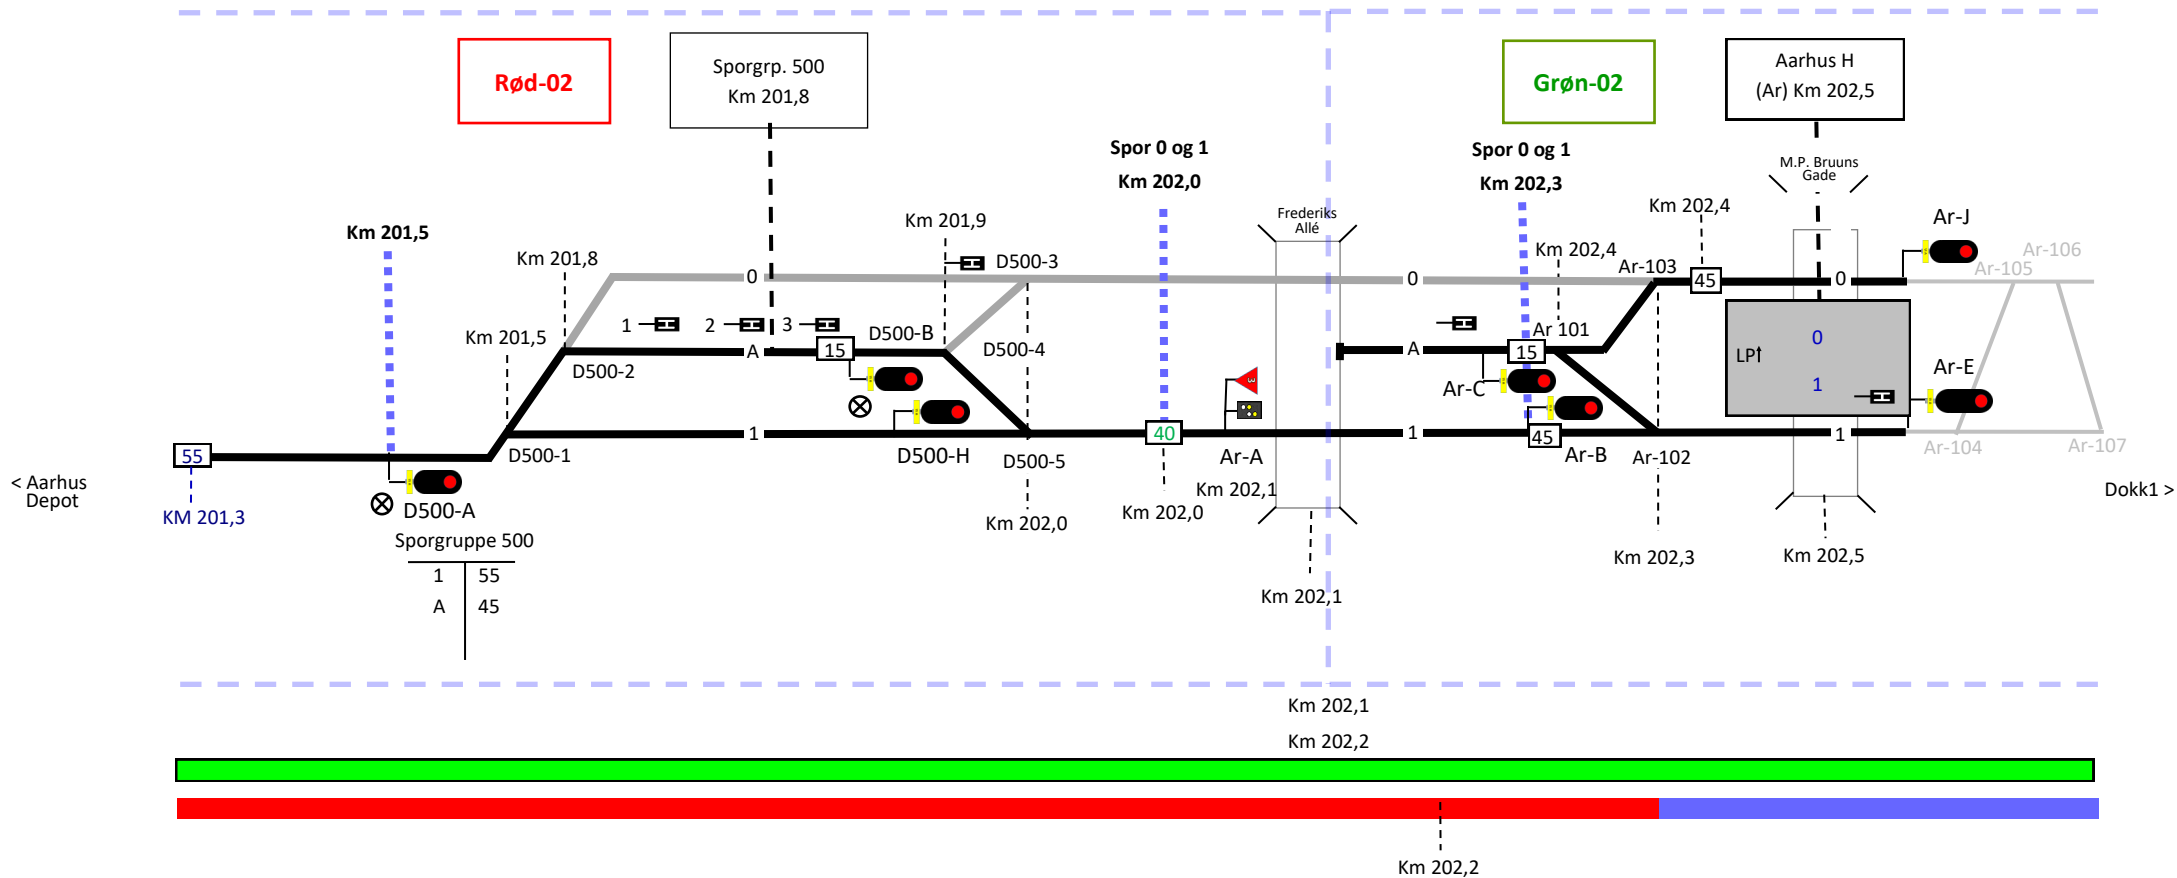 Rød-02
Sporgrp. 500
Km 201,8
Grøn-02
Aarhus H
(Ar) Km 202,5
Spor 0 og 1
Km 202,0
Spor 0 og 1
Km 202,3
M.P. Bruuns
Gade
Km 201,5
Km 201,8
Km 201,9
Frederiks
Allé
Km 202,4
Km 202,4
Ar-J
Ar-106
Ar-105
D500-3
Ar-103
0
0
45
0
Km 201,5
1
2
3
D500-B
Ar 101
A
15
D500-4
A
15
LP↑
0
1
D500-2
Ar-C
Ar-E
3
1
40
1
45
1
D500-1
D500-H
D500-5
Ar-A
Ar-B
Ar-102
Ar-104
Ar-107
55
< Aarhus
Depot
KM 201,3
D500-A
Km 202,1
Km 202,0
Km 202,0
Dokk1 >
Sporgruppe 500
1 55
A 45
Km 202,3
Km 202,5
Km 202,1
Km 202,1
Km 202,2
Km 202,2